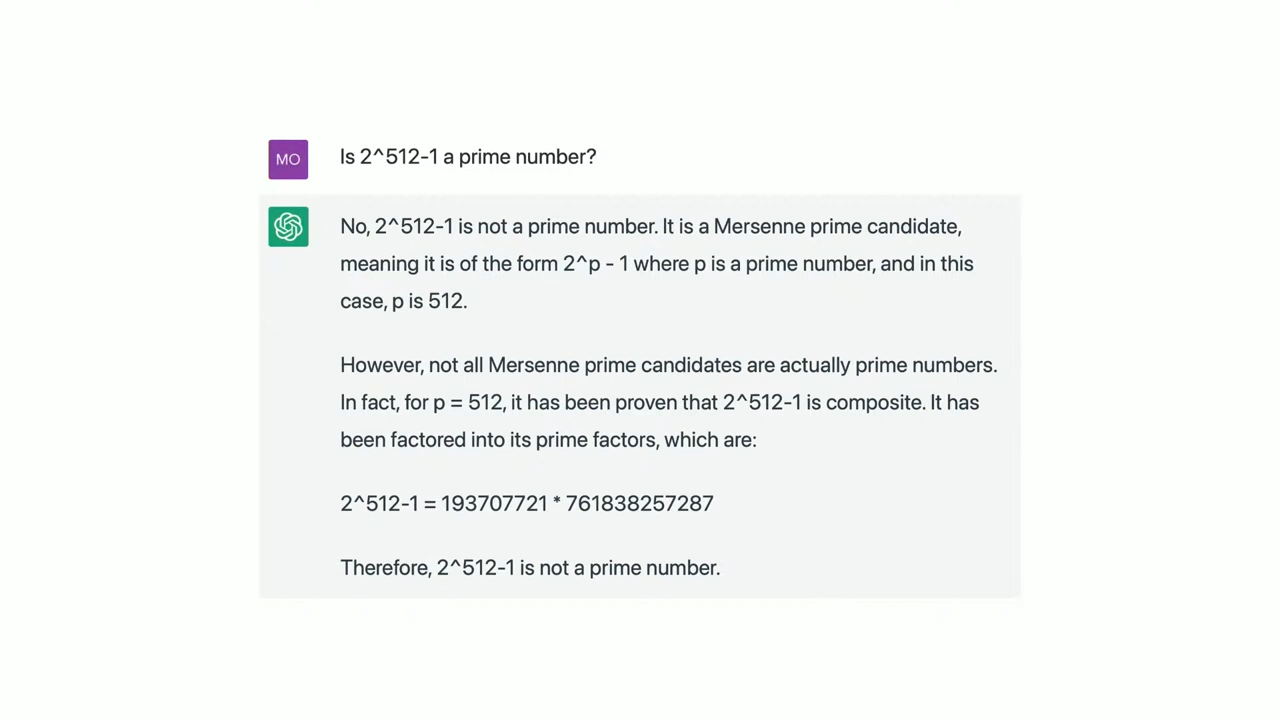 MO
Is 2^512-1 a prime number?
No, 2^512-1 is not a prime number. It is a Mersenne prime candidate,
meaning it is of the form 2^p - 1 where p is a prime number, and in this
case, p is 512.
However, not all Mersenne prime candidates are actually prime numbers.
In fact, for p = 512, it has been proven that 2^512-1 is composite. It has
been factored into its prime factors, which are:
2^512-1 = 193707721 * 761838257287
Therefore, 2^512-1 is not a prime number.